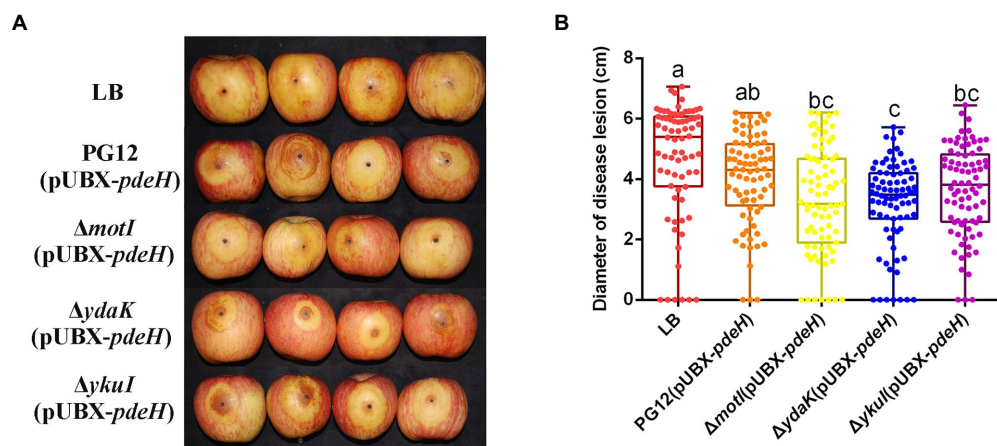 A
LB
PG12
(pUBX-pdeH)
ΔmotI
(pUBX-pdeH)
ΔydaK
(pUBX-pdeH)
ΔykuI
(pUBX-pdeH)
B
Diameter of disease lesion (cm)
8
6
4
2
0
a
ab
bc
c
bc
LB
PG12(pUBX-pdeH)
ΔmotI(pUBX-pdeH)
ΔydaK(pUBX-pdeH)
ΔykuI(pUBX-pdeH)